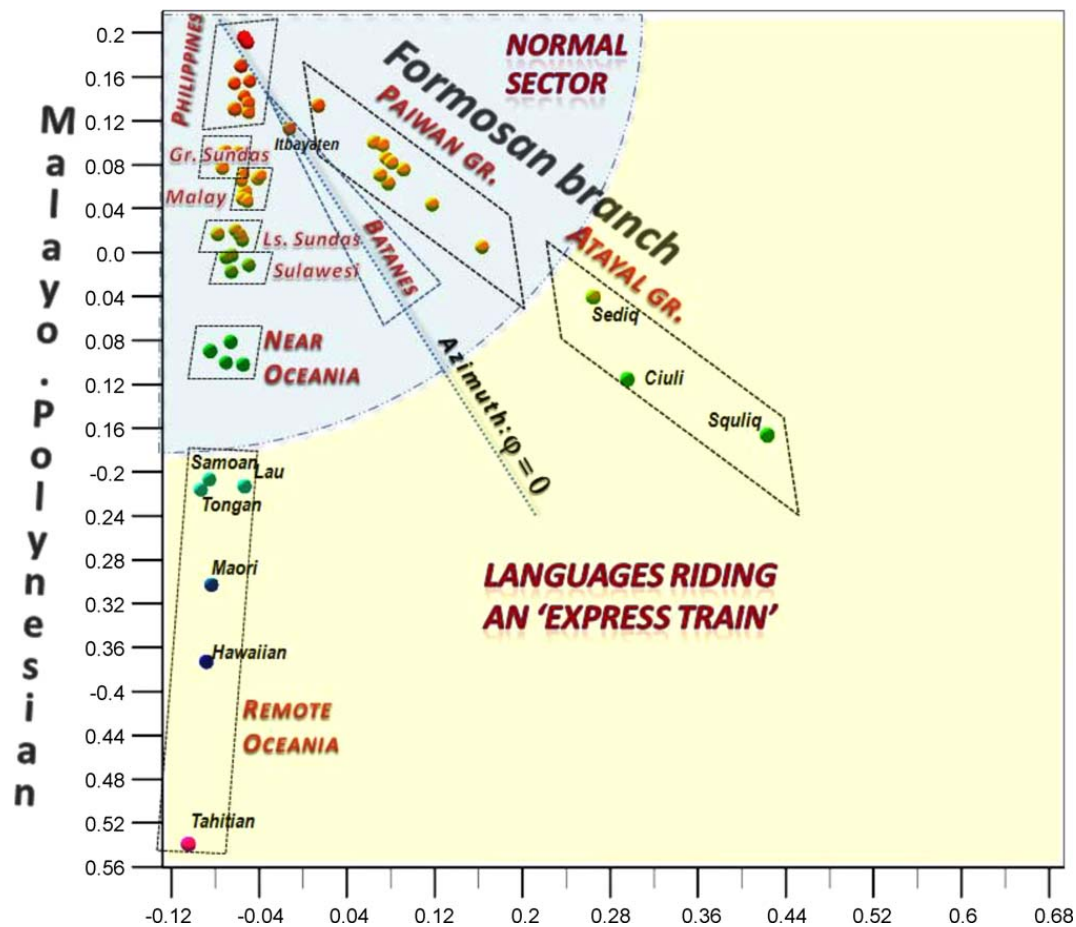 Malayo.Polynesian
0.2
0.16
0.12
0.08
0.04
0.0
0.04
0.08
0.12
0.16
-0.2
0.24
0.28
0.32
0.36
-0.4
0.44
0.48
0.52
0.56
PHILIPPINES
NORMAL
SECTOR
Formosan branch
PAIWAN GR.
Itbayaten
Gr. Sundas
Malay
Ls. Sundas
Sulawesi
BATANES
ATAYAL GR.
Sediq
NEAR
OCEANIA
Azimuth: φ = 0
Ciuli
Squliq
Samoan
Lau
Tongan
Maori
LANGUAGES RIDING
AN ‘EXPRESS TRAIN’
Hawaiian
REMOTE
OCEANIA
Tahitian
-0.12 -0.04 0.04 0.12 0.2 0.28 0.36 0.44 0.52 0.6 0.68